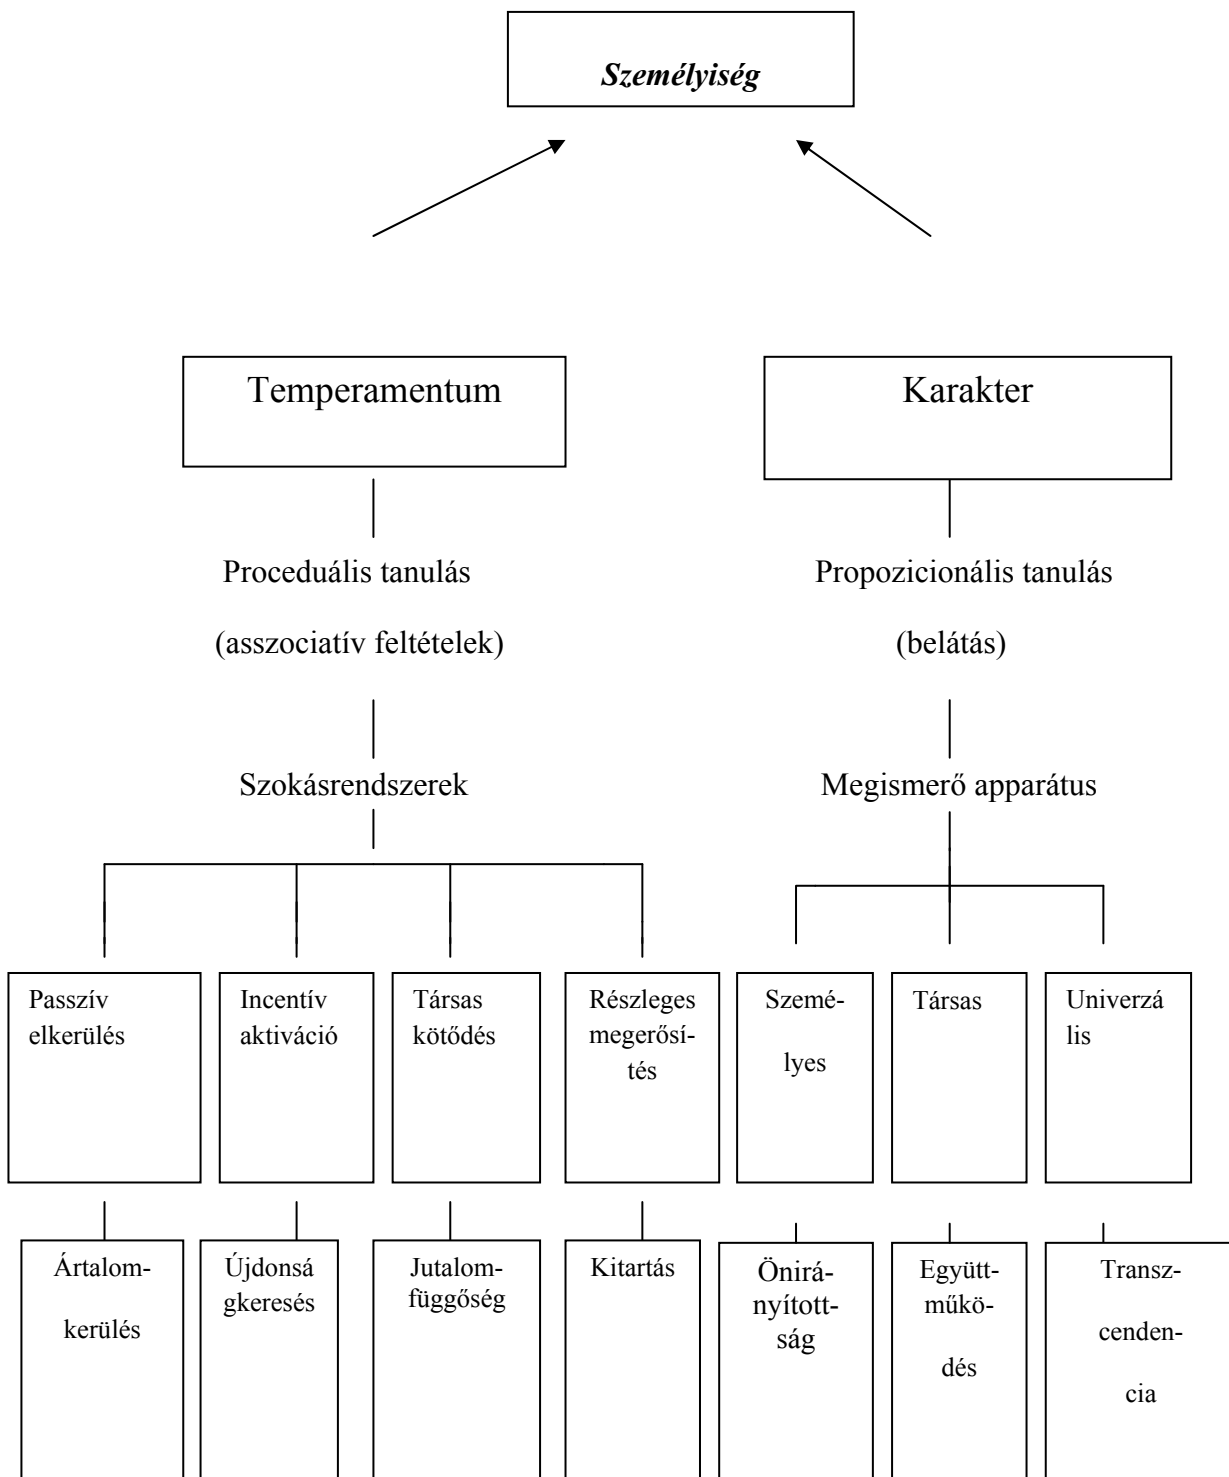 Személyiség
Temperamentum
Karakter
Proceduális tanulás
(asszociatív feltételek)
Propozicionális tanulás
(belátás)
Szokásrendszerek
Megismerő apparátus
Passzív
elkerülés
Incentív
aktiváció
Társas
kötődés
Részleges
megerősí-
tés
Szemé-
lyes
Társas
Univerzá
lis
Ártalom-
kerülés
Újdonsá
gkeresés
Jutalom-
függőség
Kitartás
Önirá-
nyított-
ság
Együtt-
műkö-
dés
Transz-
cenden-
cia